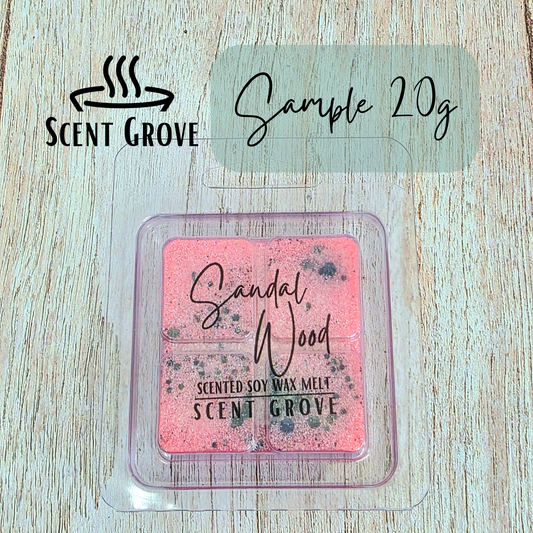 SCENT GROVE
Sample 20g
Sandal
Wood
SCENTED SOY WAX MELT
SCENT GROVE